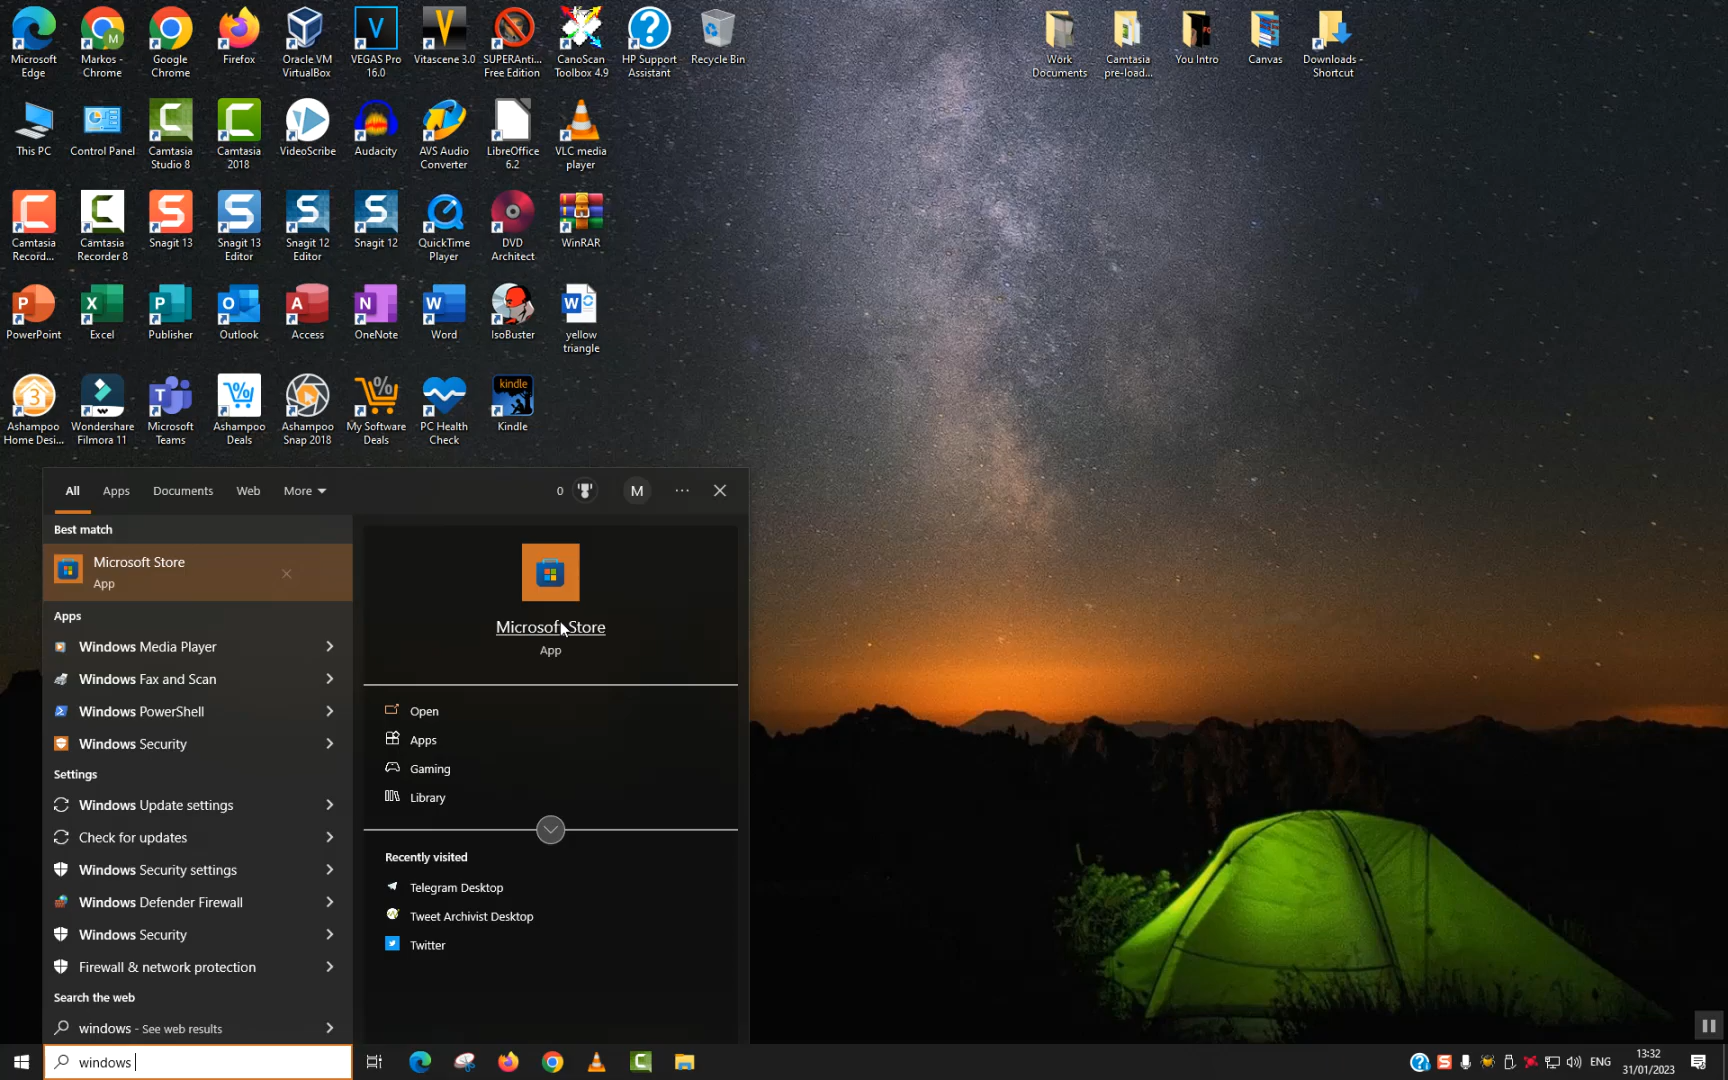 Microsoft
Edge
Markos -
Chrome
Google
Chrome
Firefox
Oracle VM
VirtualBox
VEGAS Pro
16.0
Vitascene 3.0
SUPERAnti...
Free Edition
CanoScan
Toolbox 4.9
HP Support
Assistant
Recycle Bin
Work
Documents
Camtasia
pre-load...
You Intro
Canvas
Downloads -
Shortcut
This PC
Control Panel
Camtasia
Studio 8
Camtasia
2018
VideoScribe
Audacity
AVS Audio
Converter
LibreOffice
6.2
VLC media
player
Camtasia
Record...
Camtasia
Recorder 8
Snagit 13
Snagit 13
Editor
Snagit 12
Editor
Snagit 12
QuickTime
Player
DVD
Architect
WinRAR
PowerPoint
Excel
Publisher
Outlook
Access
OneNote
Word
IsoBuster
yellow
triangle
kindle
Ashampoo
Home Desi...
Wondershare
Filmora 11
Microsoft
Teams
Ashampoo
Deals
Ashampoo
Snap 2018
My Software
Deals
PC Health
Check
Kindle
All
Apps
Documents
Web
More
0
M
Best match
Microsoft Store
App
Apps
Windows Media Player
Windows Fax and Scan
Windows PowerShell
Windows Security
Settings
Windows Update settings
Check for updates
Windows Security settings
Windows Defender Firewall
Windows Security
Firewall & network protection
Search the web
windows - See web results
Microsoft Store
App
Open
Apps
Gaming
Library
Recently visited
Telegram Desktop
Tweet Archivist Desktop
Twitter
windows
ENG
13:32
31/01/2023